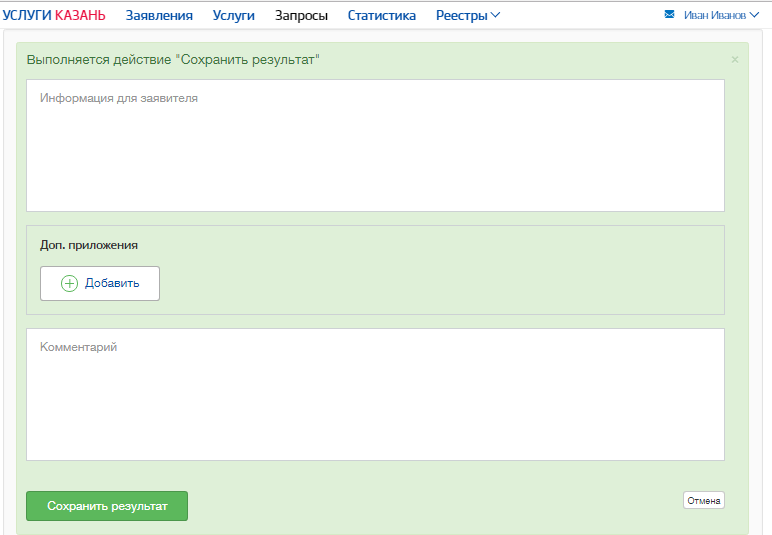 УСЛУГИ КАЗАНЬ Заявления Услуги Запросы Статистика Реестры Иван Иванов
Выполняется действие "Сохранить результат" ×
Информация для заявителя
Доп. приложения
Добавить
Комментарий
Сохранить результат Отмена